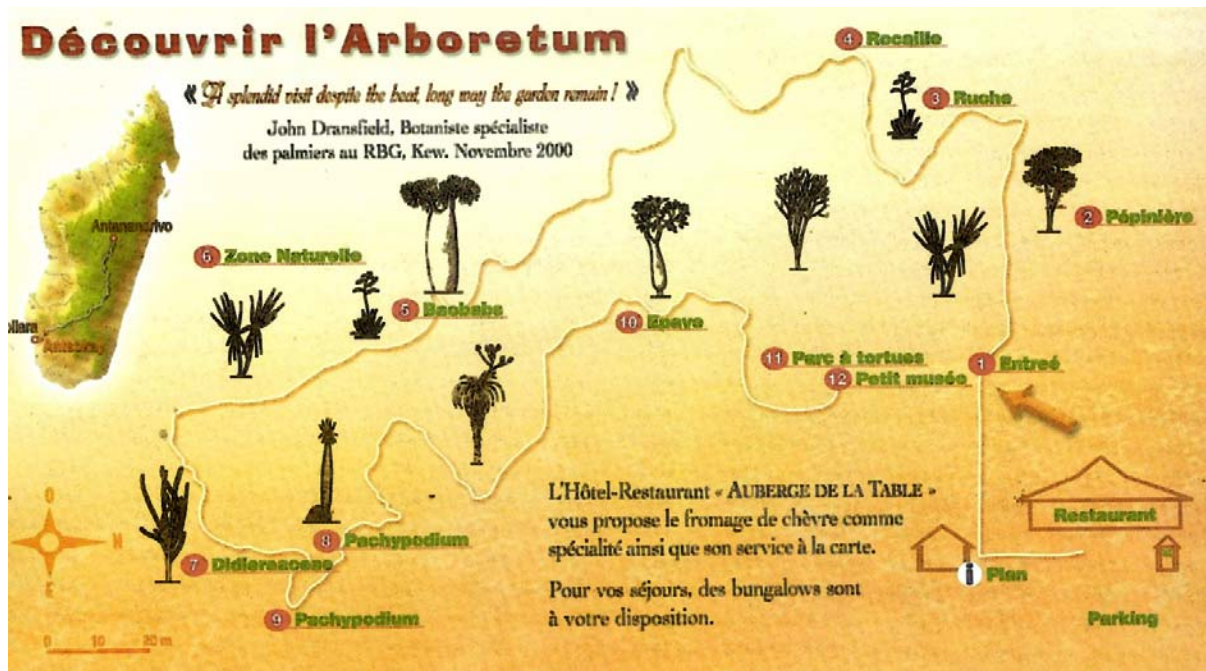 Découvrir l'Arboretum
« A splendid visit despite the heat, long way the garden remain ! »
John Dransfield, Botaniste spécialiste
des palmiers au RBG, Kew. Novembre 2000
Antananarivo
4 Rocaille
3 Ruche
2 Pépinière
6 Zone Naturelle
5 Baobabs
10 Epave
11 Parc à tortues
12 Petit musée
1 Entreé
7 Didiereaceae
8 Pachypodium
9 Pachypodium
L'Hôtel-Restaurant « AUBERGE DE LA TABLE »
vous propose le fromage de chèvre comme
spécialité ainsi que son service à la carte.
Pour vos séjours, des bungalows sont
à votre disposition.
Restaurant
i Plan
Parking
O
N
E
0 10 20 m